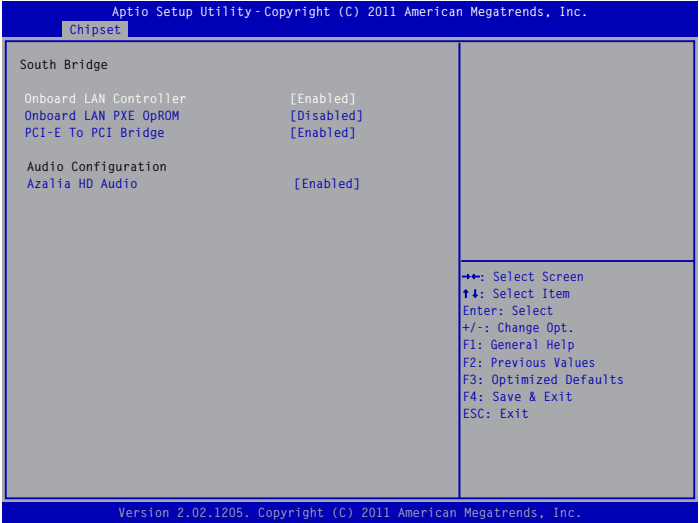 Aptio Setup Utility - Copyright (C) 2011 American Megatrends, Inc.
Chipset
South Bridge
Onboard LAN Controller [Enabled]
Onboard LAN PXE OpROM [Disabled]
PCI-E To PCI Bridge [Enabled]
Audio Configuration
Azalia HD Audio [Enabled]
→←: Select Screen
↑↓: Select Item
Enter: Select
+/-: Change Opt.
F1: General Help
F2: Previous Values
F3: Optimized Defaults
F4: Save & Exit
ESC: Exit
Version 2.02.1205. Copyright (C) 2011 American Megatrends, Inc.